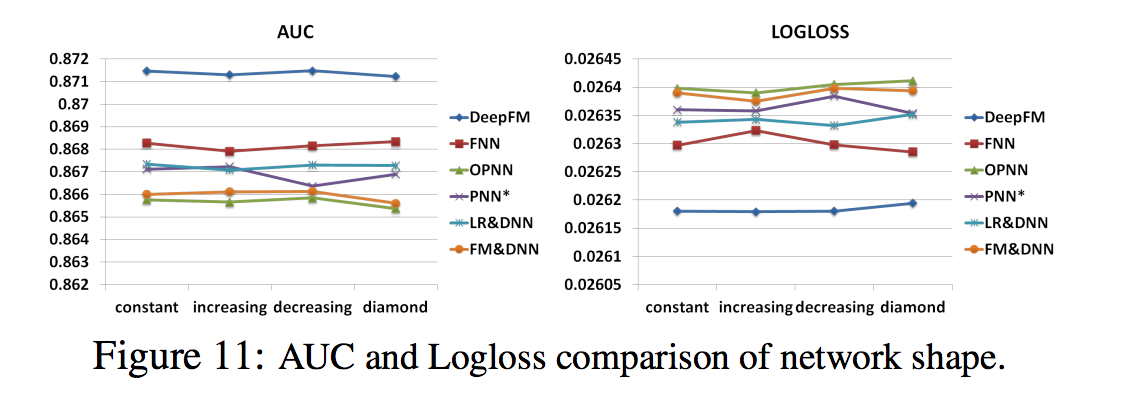 AUC
0.872
0.871
0.87
0.869
0.868
0.867
0.866
0.865
0.864
0.863
0.862
constant increasing decreasing diamond
DeepFM
FNN
OPNN
PNN*
LR&DNN
FM&DNN
LOGLOSS
0.02645
0.0264
0.02635
0.0263
0.02625
0.0262
0.02615
0.0261
0.02605
constant increasing decreasing diamond
DeepFM
FNN
OPNN
PNN*
LR&DNN
FM&DNN
Figure 11: AUC and Logloss comparison of network shape.